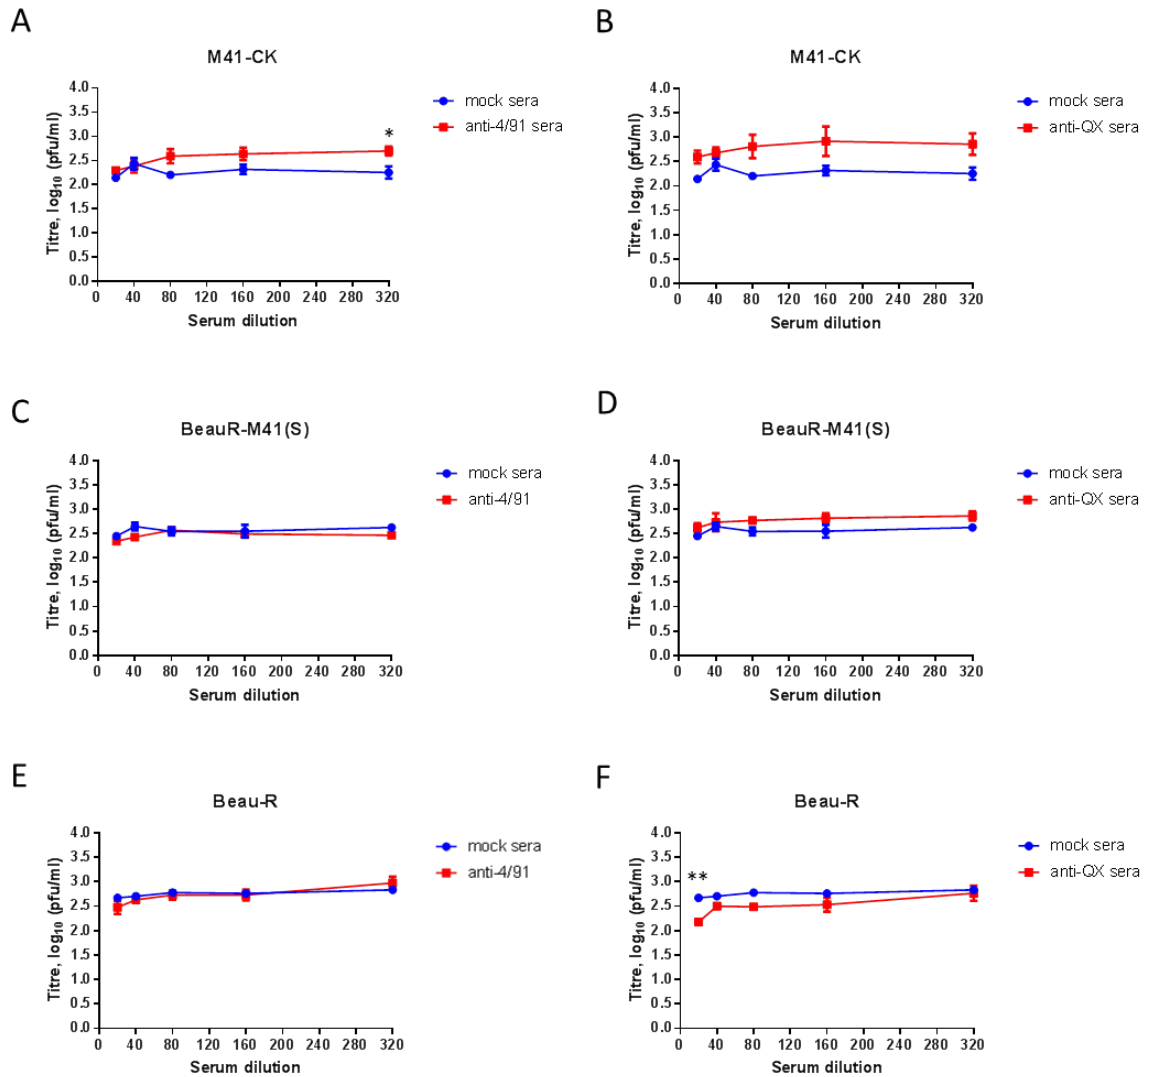 A
M41-CK
4.0
3.5
3.0
2.5
2.0
1.5
1.0
0.5
0.0
Titre, log₁₀ (pfu/ml)
*
0 40 80 120 160 200 240 280 320
Serum dilution
mock sera
anti-4/91 sera
B
M41-CK
4.0
3.5
3.0
2.5
2.0
1.5
1.0
0.5
0.0
Titre, log₁₀ (pfu/ml)
0 40 80 120 160 200 240 280 320
Serum dilution
mock sera
anti-QX sera
C
BeauR-M41(S)
4.0
3.5
3.0
2.5
2.0
1.5
1.0
0.5
0.0
Titre, log₁₀ (pfu/ml)
0 40 80 120 160 200 240 280 320
Serum dilution
mock sera
anti-4/91
D
BeauR-M41(S)
4.0
3.5
3.0
2.5
2.0
1.5
1.0
0.5
0.0
Titre, log₁₀ (pfu/ml)
0 40 80 120 160 200 240 280 320
Serum dilution
mock sera
anti-QX sera
E
Beau-R
4.0
3.5
3.0
2.5
2.0
1.5
1.0
0.5
0.0
Titre, log₁₀ (pfu/ml)
0 40 80 120 160 200 240 280 320
Serum dilution
mock sera
anti-4/91
F
Beau-R
4.0
3.5
3.0
2.5
2.0
1.5
1.0
0.5
0.0
Titre, log₁₀ (pfu/ml)
**
0 40 80 120 160 200 240 280 320
Serum dilution
mock sera
anti-QX sera